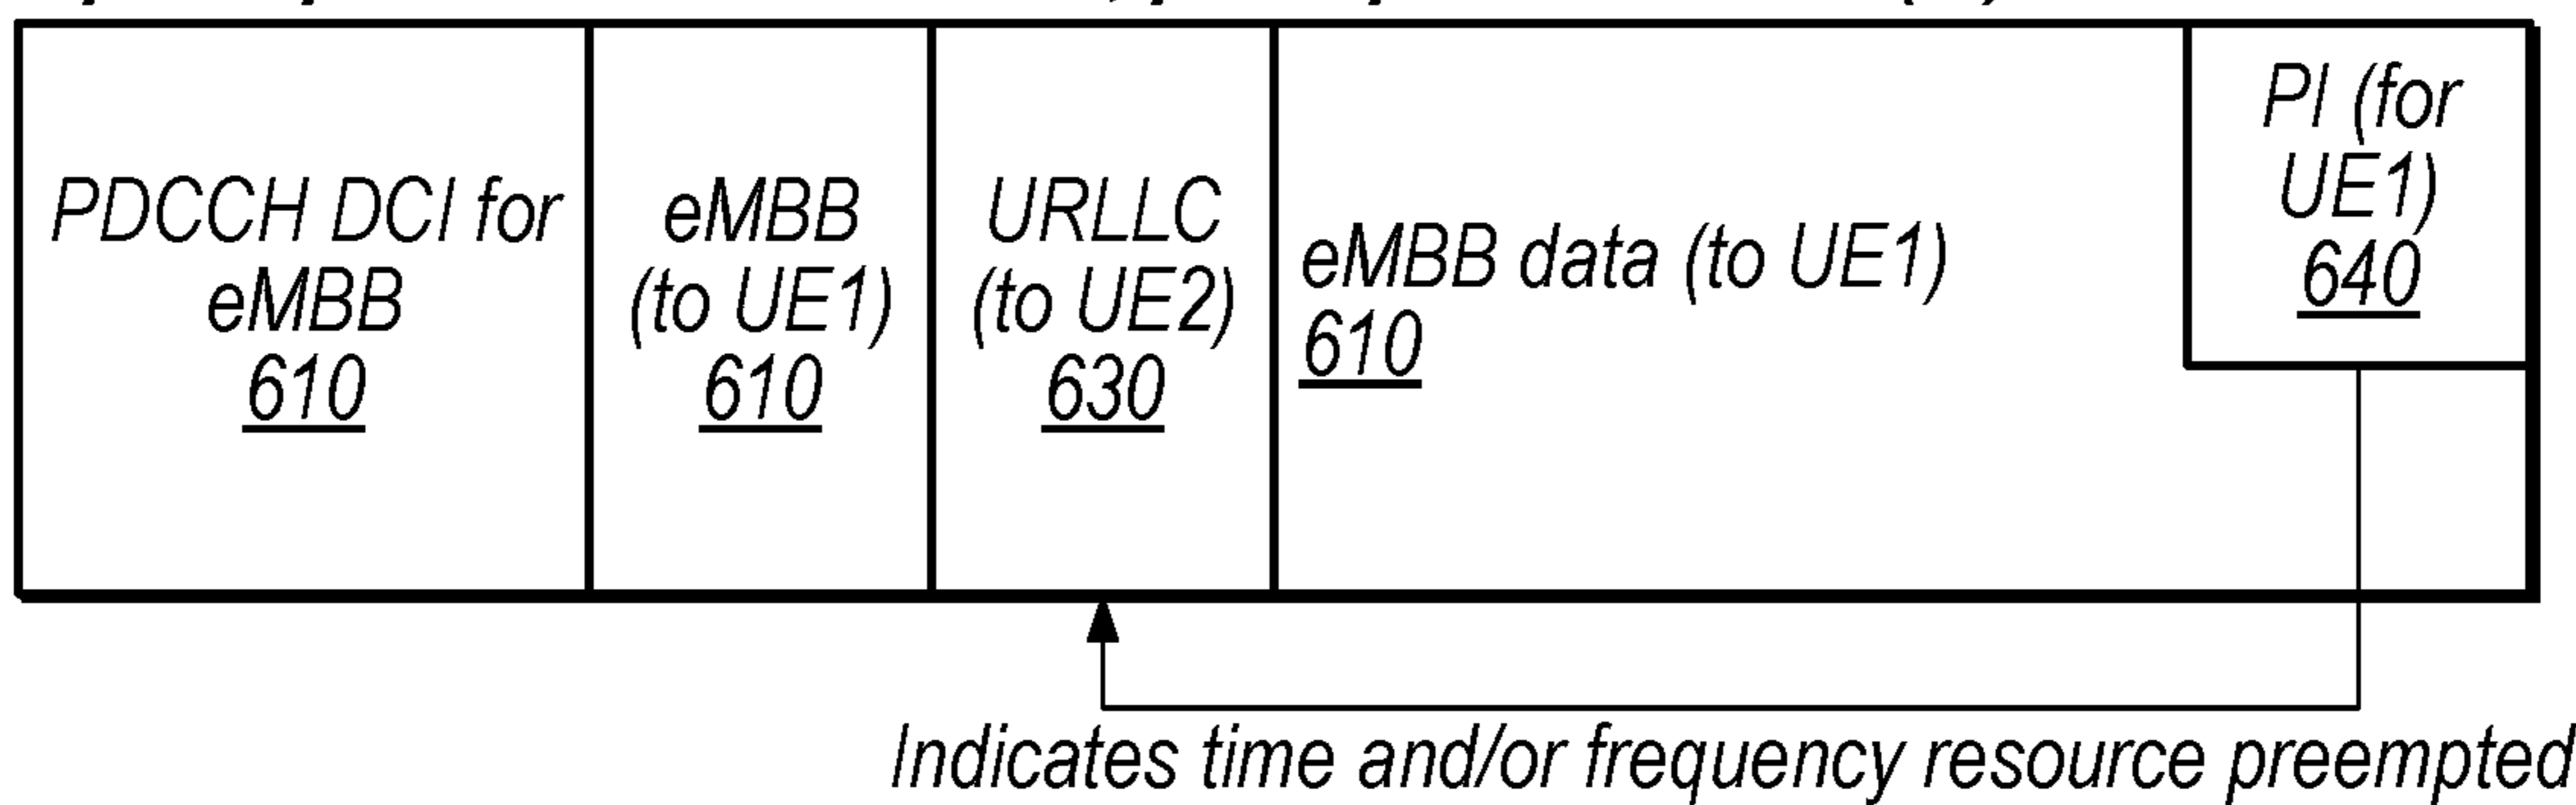 PDCCH DCI for
eMBB
610
eMBB
(to UE1)
610
URLLC
(to UE2)
630
eMBB data (to UE1)
610
PI (for
UE1)
640
Indicates time and/or frequency resource preempted